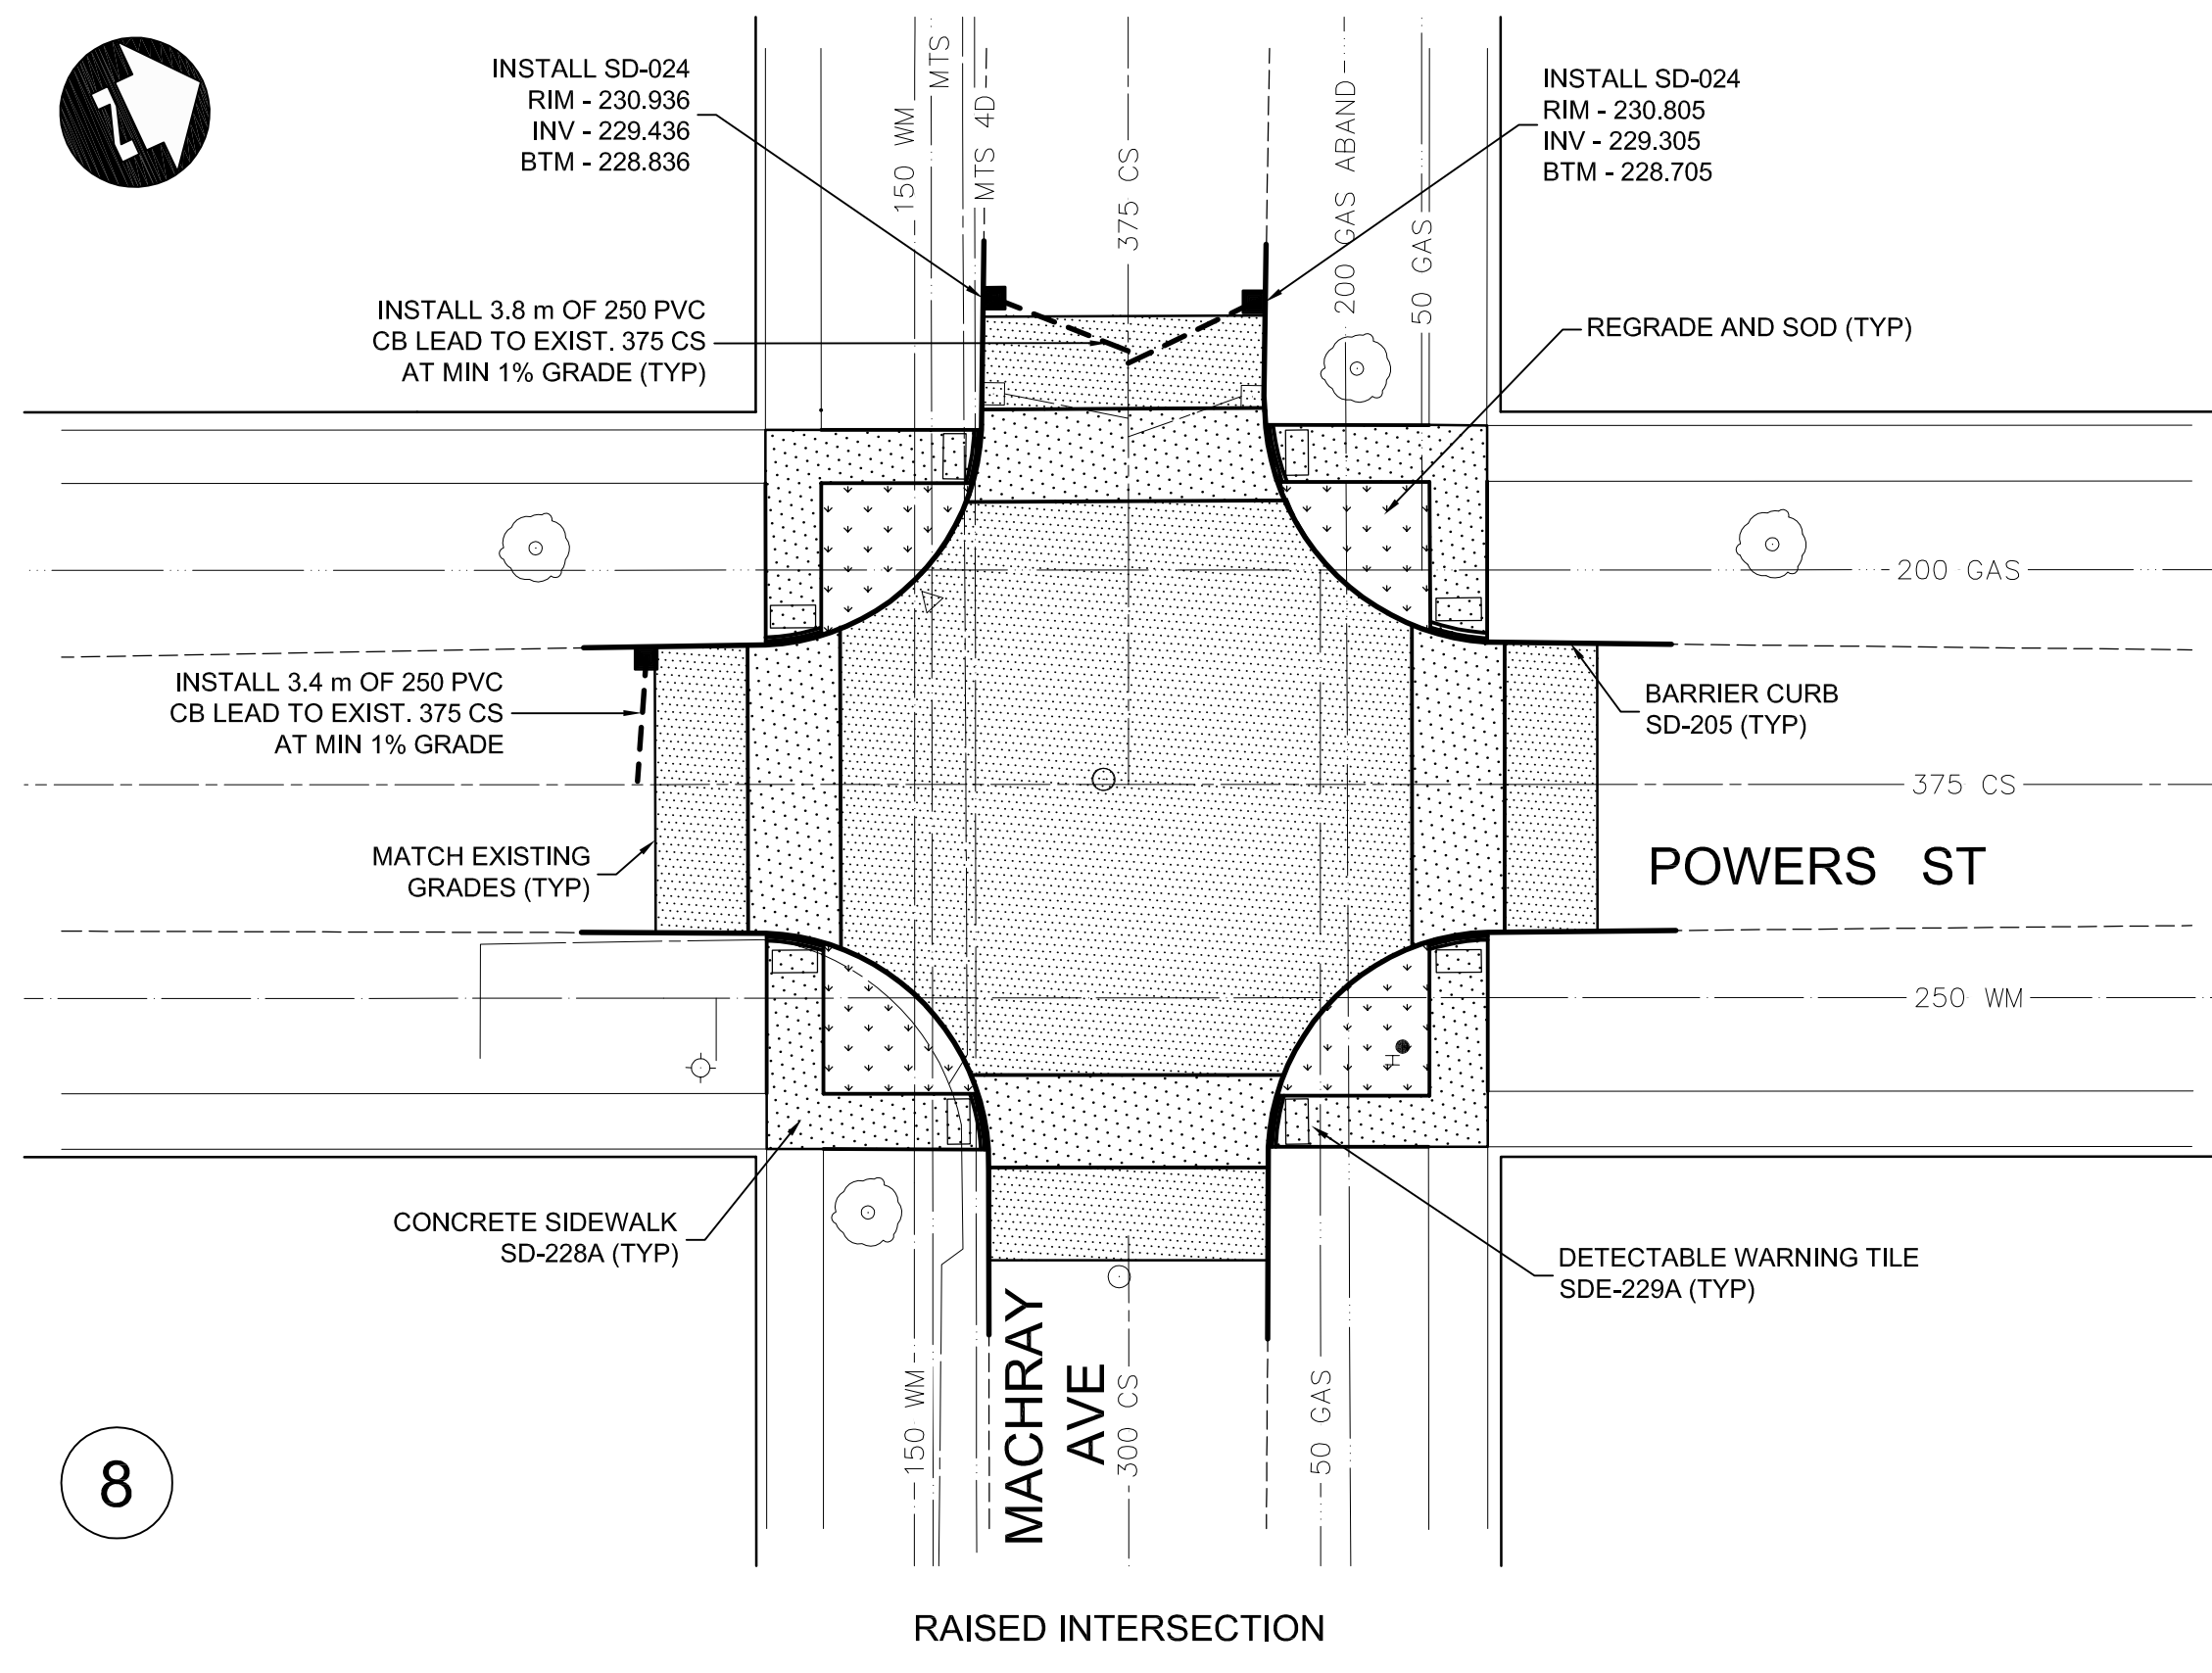 INSTALL SD-024
RIM - 230.936
INV - 229.436
BTM - 228.836
INSTALL SD-024
RIM - 230.805
INV - 229.305
BTM - 228.705
150 WM
MTS
MTS 4D
375 CS
200 GAS ABAND
50 GAS
INSTALL 3.8 m OF 250 PVC
CB LEAD TO EXIST. 375 CS
AT MIN 1% GRADE (TYP)
REGRADE AND SOD (TYP)
200 GAS
INSTALL 3.4 m OF 250 PVC
CB LEAD TO EXIST. 375 CS
AT MIN 1% GRADE
BARRIER CURB
SD-205 (TYP)
375 CS
MATCH EXISTING
GRADES (TYP)
POWERS ST
250 WM
H
CONCRETE SIDEWALK
SD-228A (TYP)
DETECTABLE WARNING TILE
SDE-229A (TYP)
150 WM
MACHRAY
AVE
300 CS
50 GAS
8
RAISED INTERSECTION